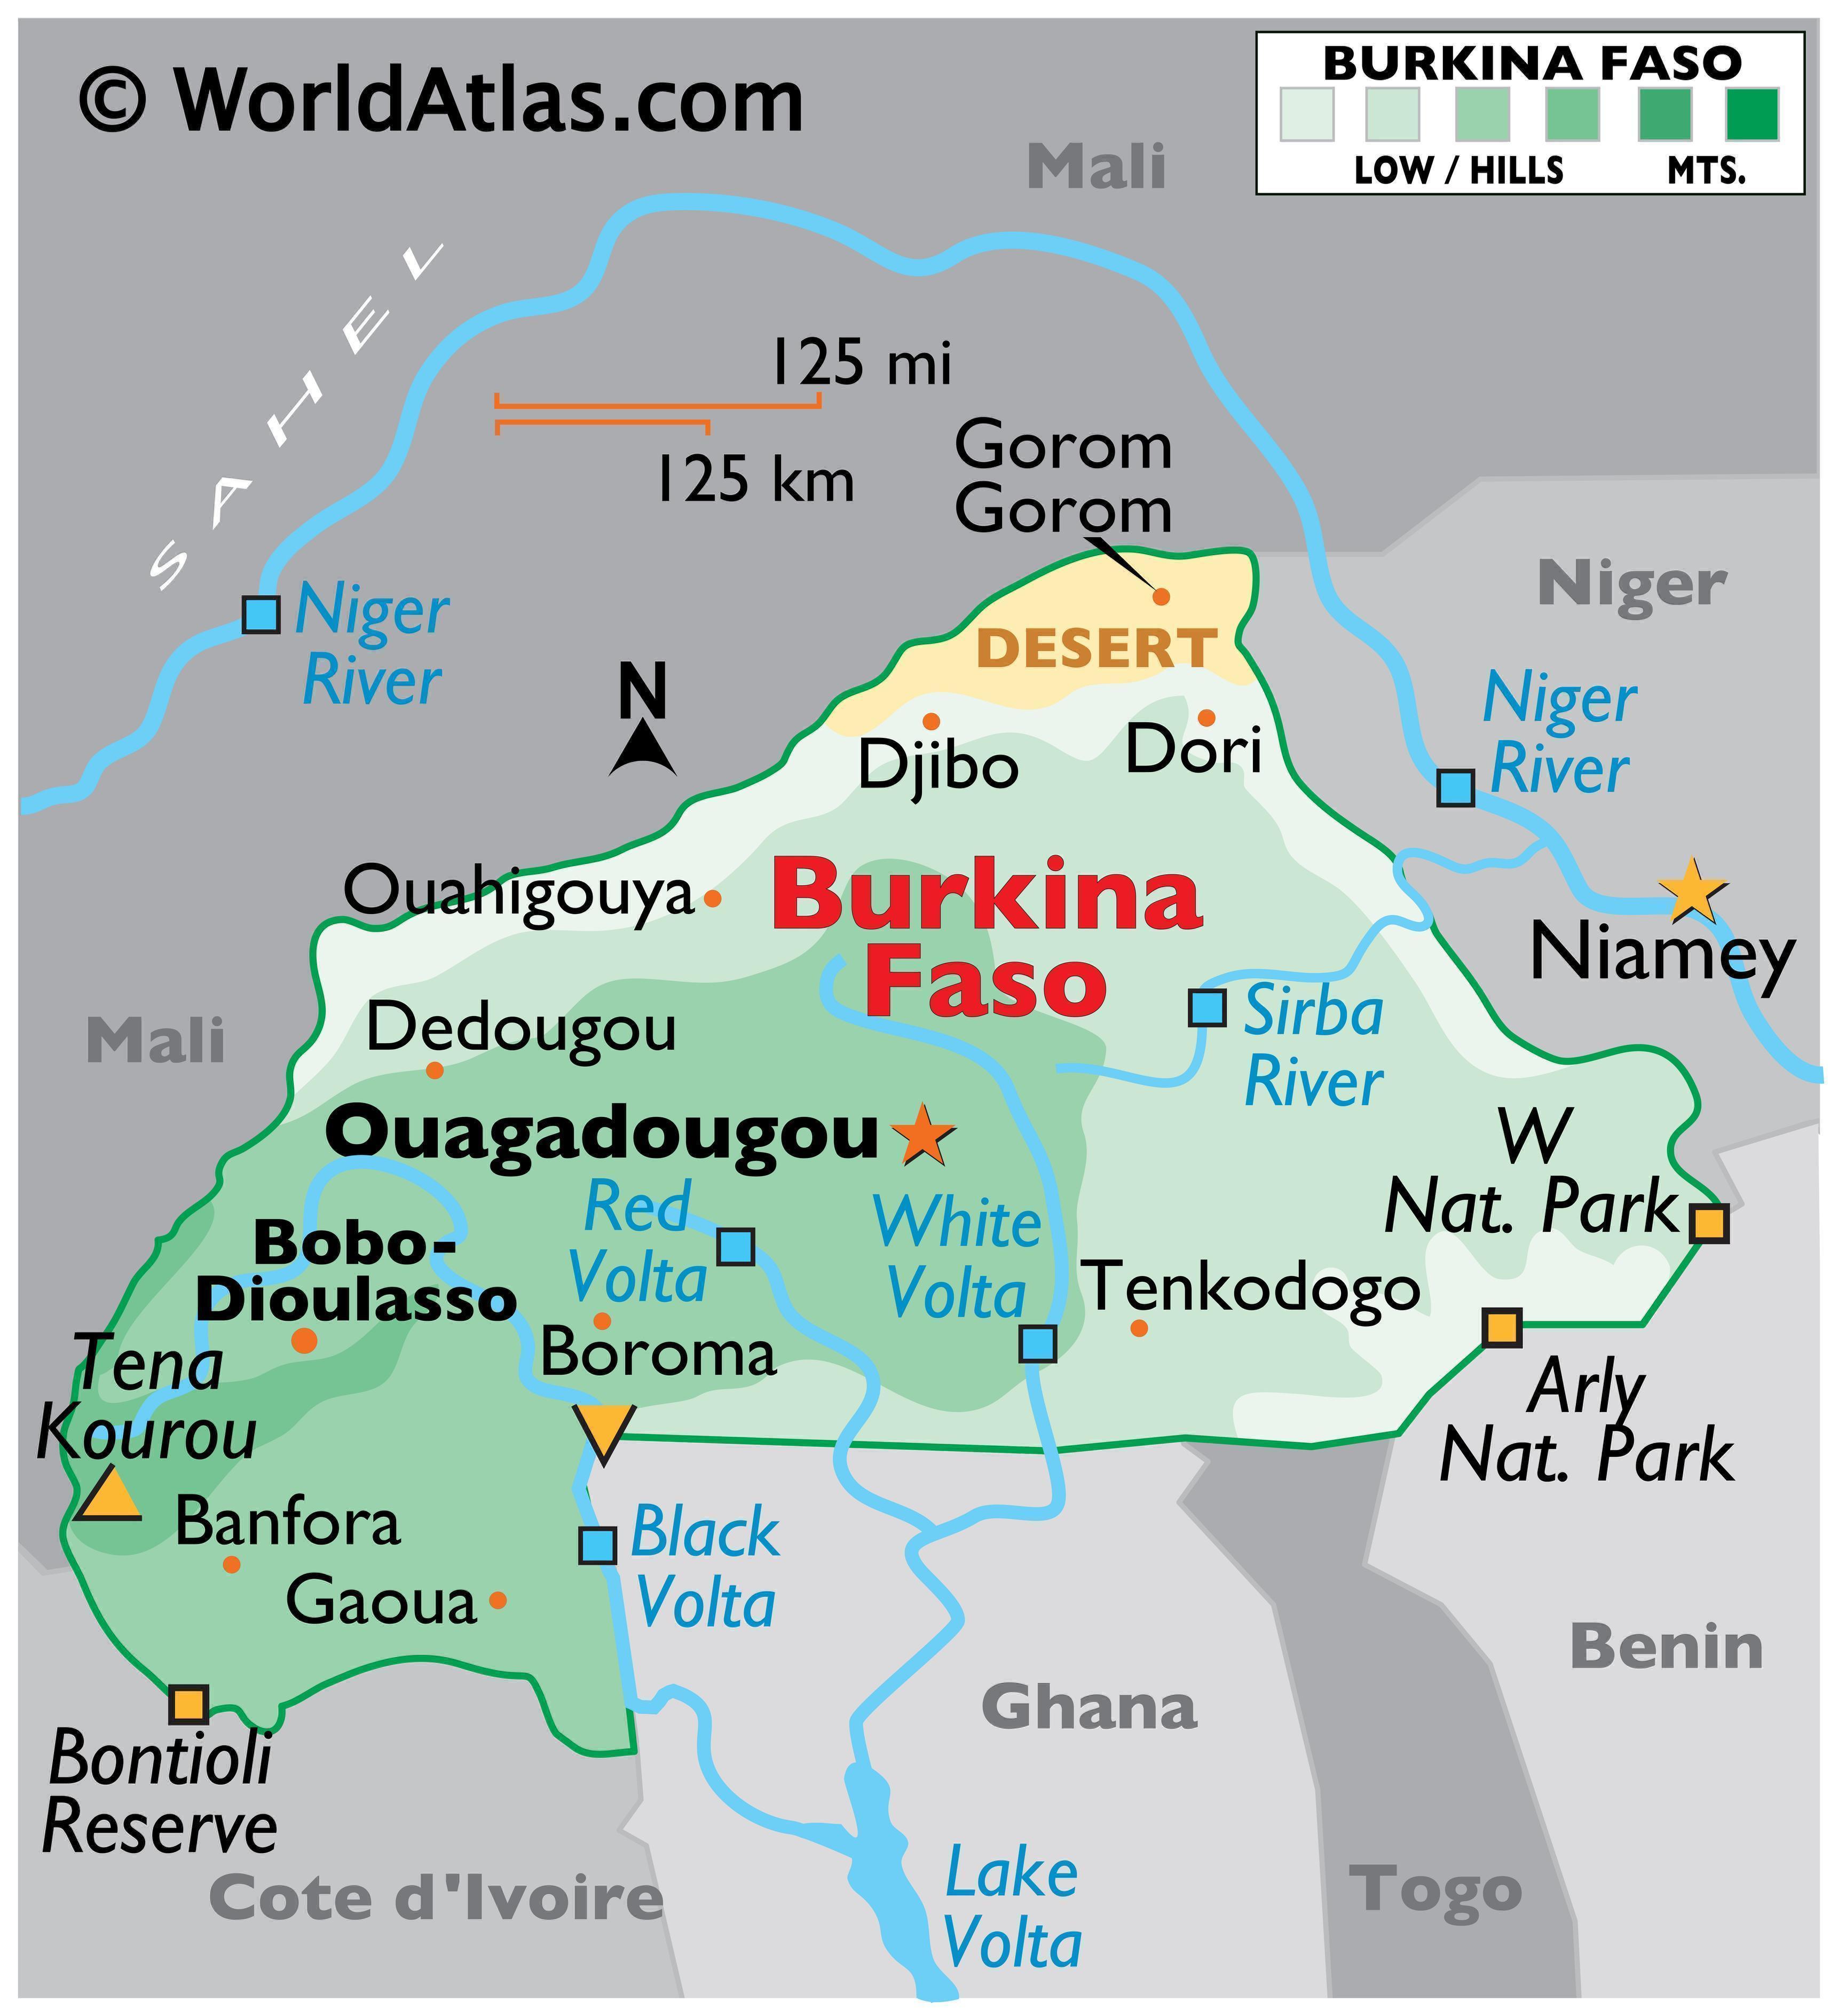 © WorldAtlas.com
BURKINA FASO
LOW / HILLS MTS.
Mali
SAHEL
125 mi
125 km
Gorom
Gorom
Niger
DESERT
Niger
River
N
Niger
River
Djibo
Dori
Ouahigouya
Burkina
Faso
Niamey
Dedougou
Mali
Sirba
River
Ouagadougou
W
Nat. Park
Red
Volta
White
Volta
Bobo-
Dioulasso
Tenkodogo
Boroma
Tena
Kourou
Arly
Nat. Park
Banfora
Black
Volta
Gaoua
Benin
Ghana
Bontioli
Reserve
Cote d'Ivoire
Togo
Lake
Volta